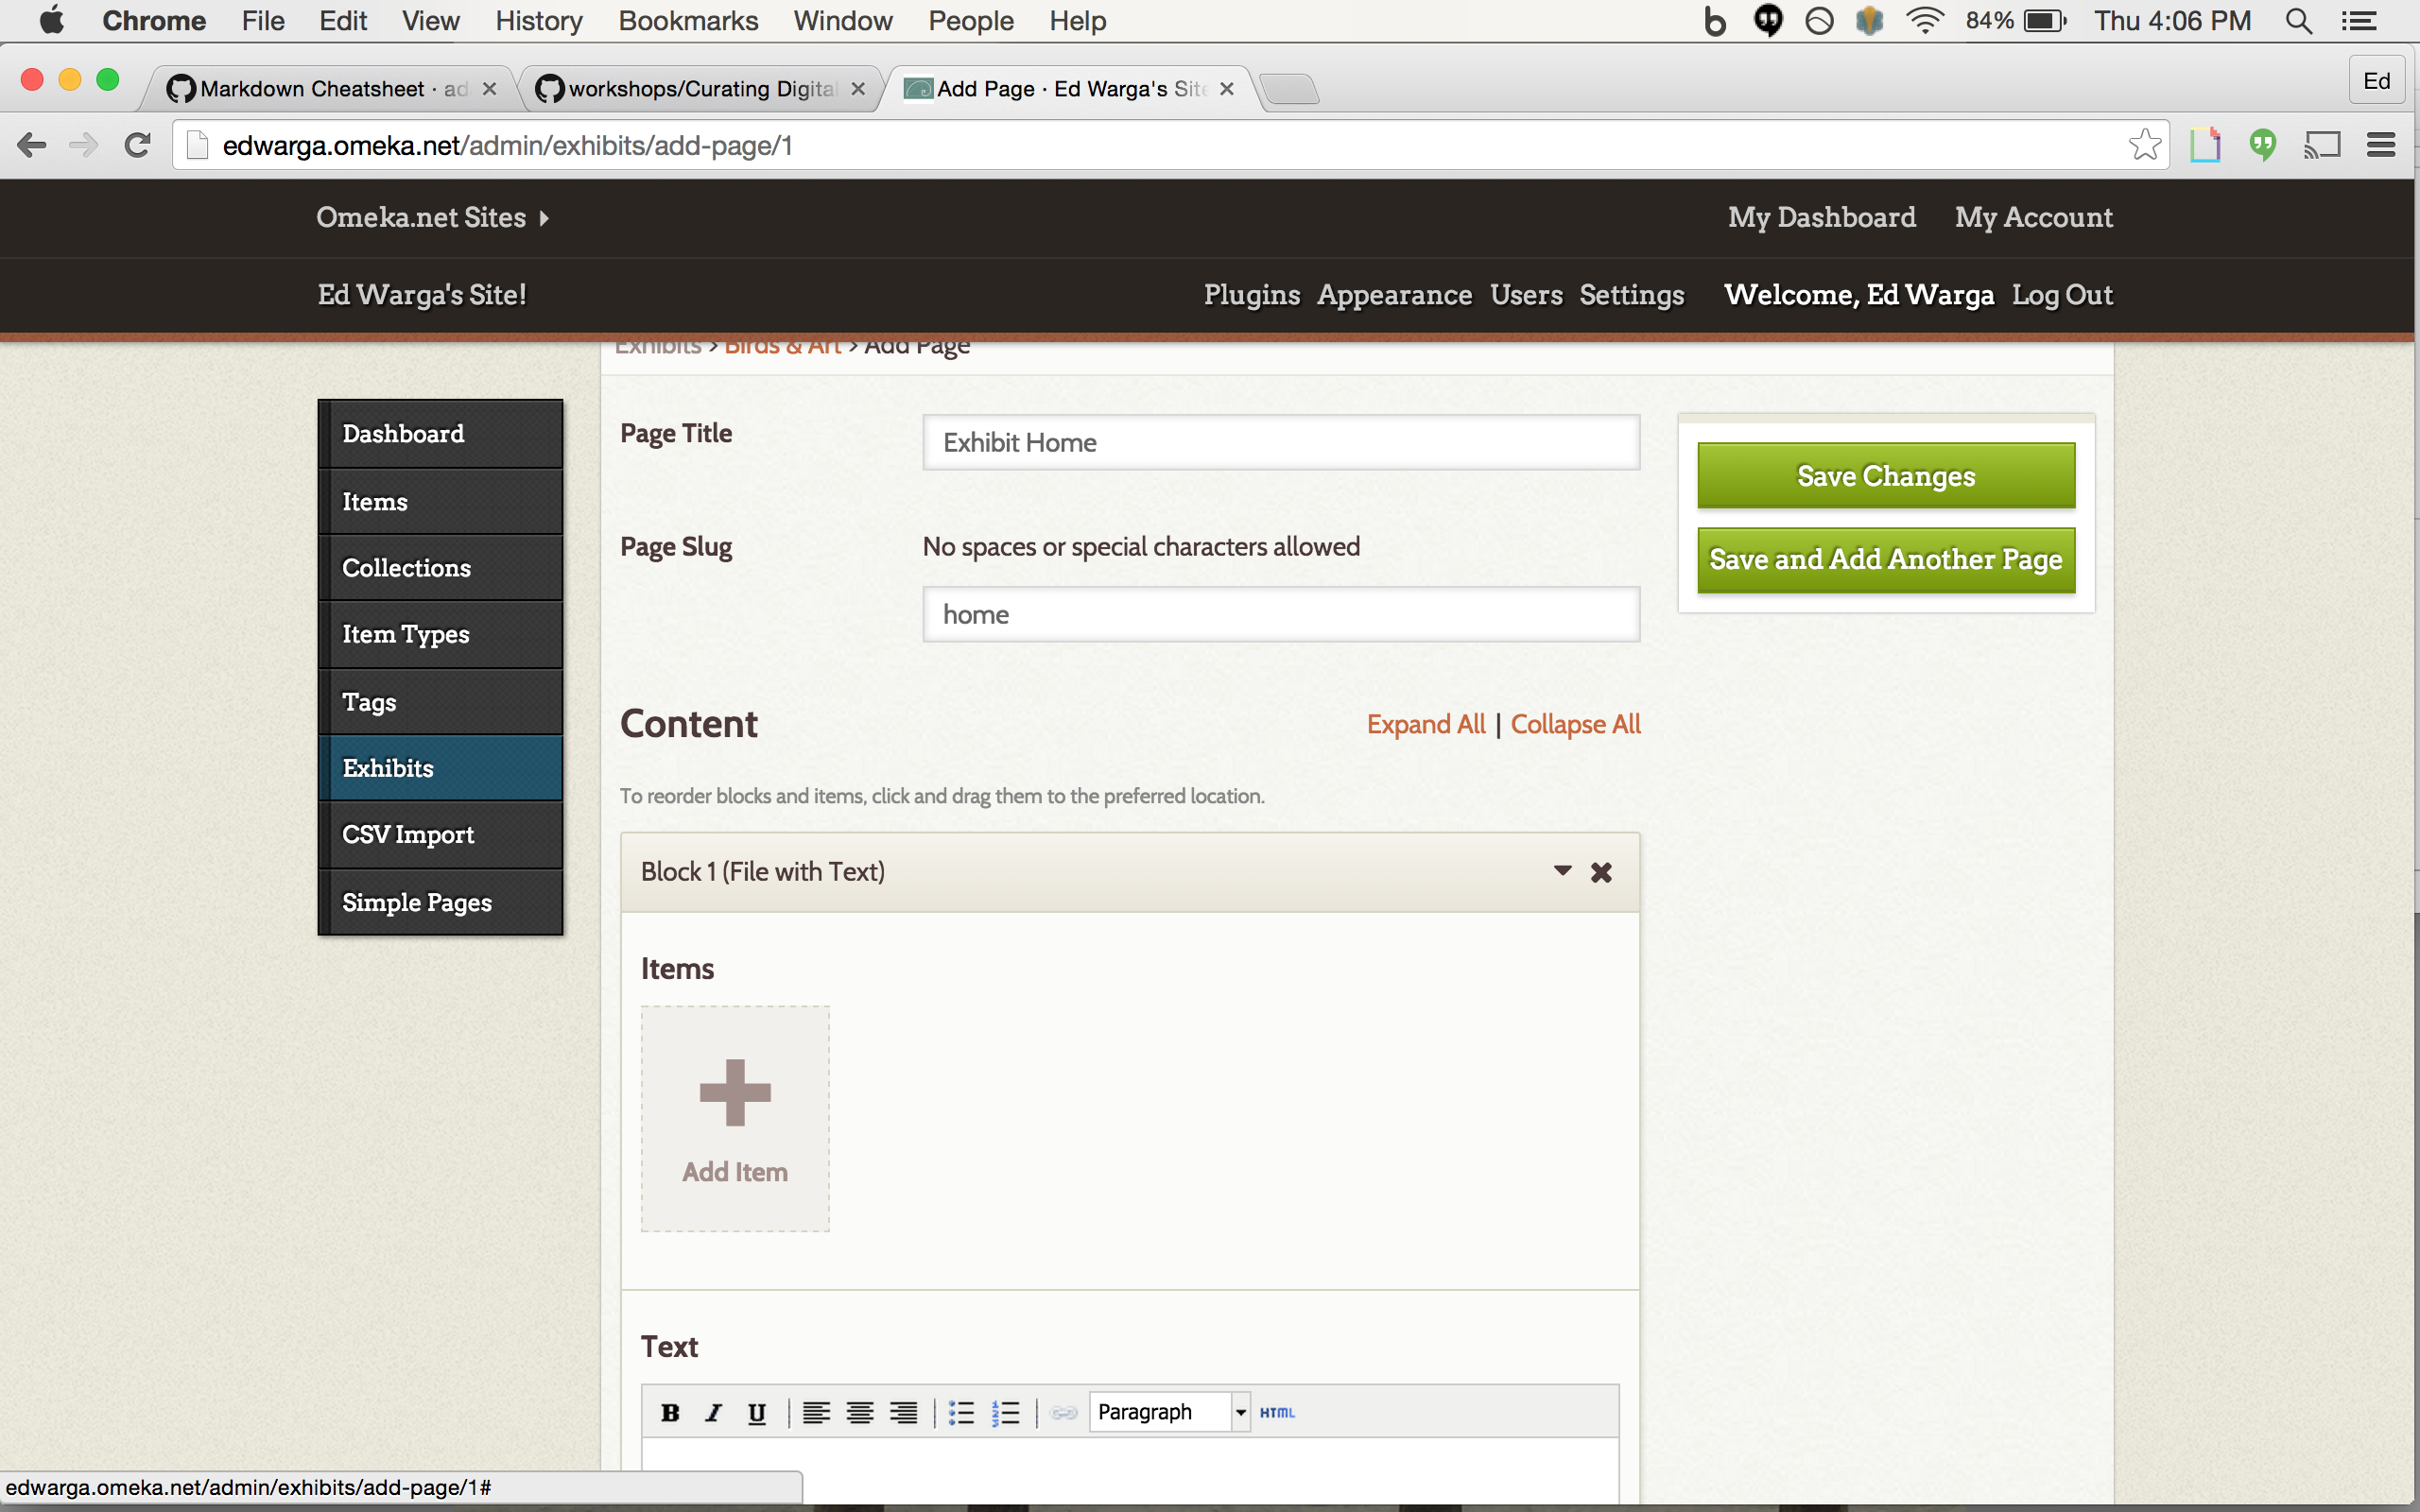 Chrome File Edit View History Bookmarks Window People Help 84% Thu 4:06 PM
Markdown Cheatsheet · ad workshops/Curating Digita Add Page · Ed Warga's Site Ed
edwarga.omeka.net/admin/exhibits/add-page/1
Omeka.net Sites My Dashboard My Account
Ed Warga's Site! Plugins Appearance Users Settings Welcome, Ed Warga Log Out
Exhibits › Birds & Art › Add Page
Dashboard
Items
Collections
Item Types
Tags
Exhibits
CSV Import
Simple Pages
Page Title
Exhibit Home
Page Slug
No spaces or special characters allowed
home
Save Changes
Save and Add Another Page
Content
Expand All | Collapse All
To reorder blocks and items, click and drag them to the preferred location.
Block 1 (File with Text)
Items
Add Item
Text
B I U Paragraph HTML
edwarga.omeka.net/admin/exhibits/add-page/1#